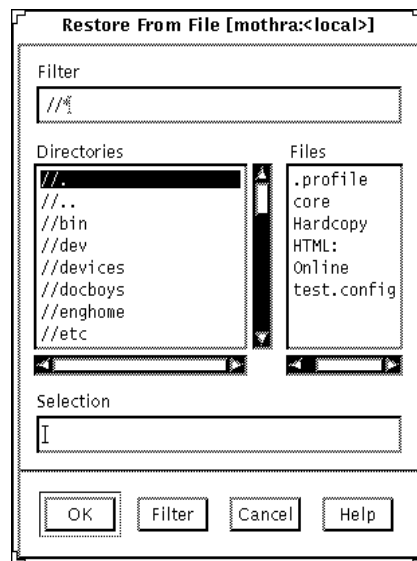 Restore From File [mothra:<local>]
Filter
//*
Directories
//.
//..
//bin
//dev
//devices
//docboys
//enghome
//etc
Files
.profile
core
Hardcopy
HTML:
Online
test.config
Selection
OK Filter Cancel Help